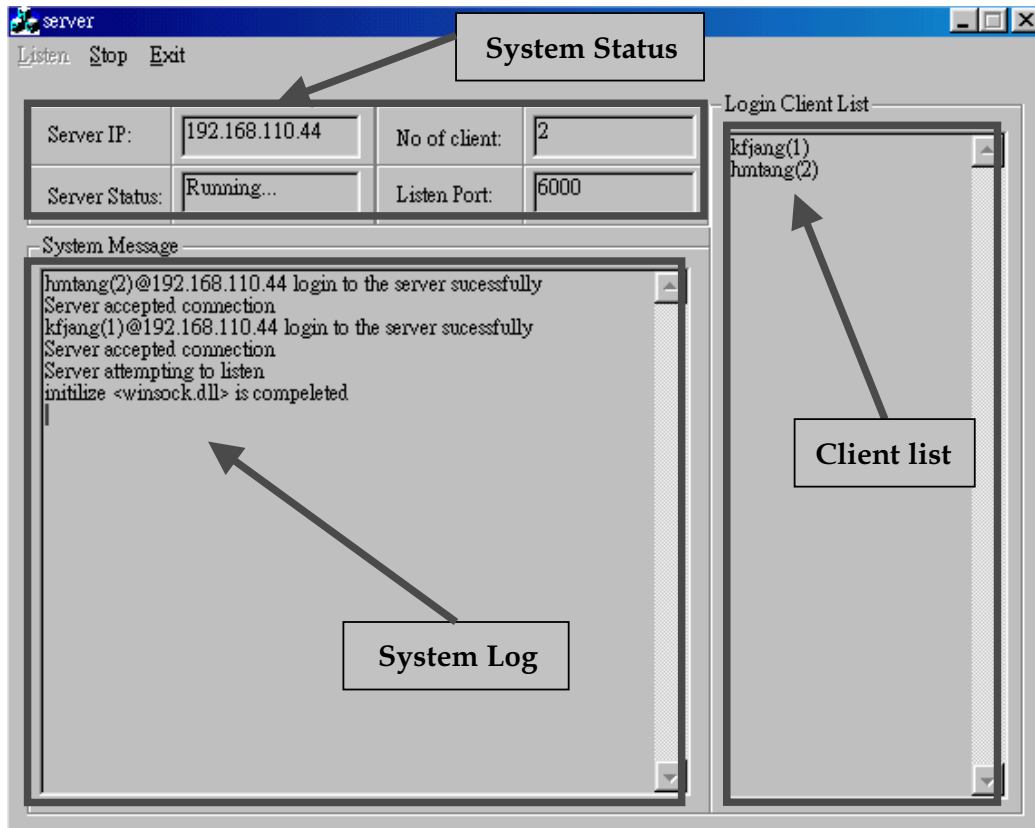 server
Listen Stop Exit
System Status
Server IP: 192.168.110.44 No of client: 2
Server Status: Running... Listen Port: 6000
Login Client List
kfjang(1)
hmtang(2)
Client list
System Message
hmtang(2)@192.168.110.44 login to the server sucessfully
Server accepted connection
kfjang(1)@192.168.110.44 login to the server sucessfully
Server accepted connection
Server attempting to listen
initilize <winsock.dll> is compeleted
System Log